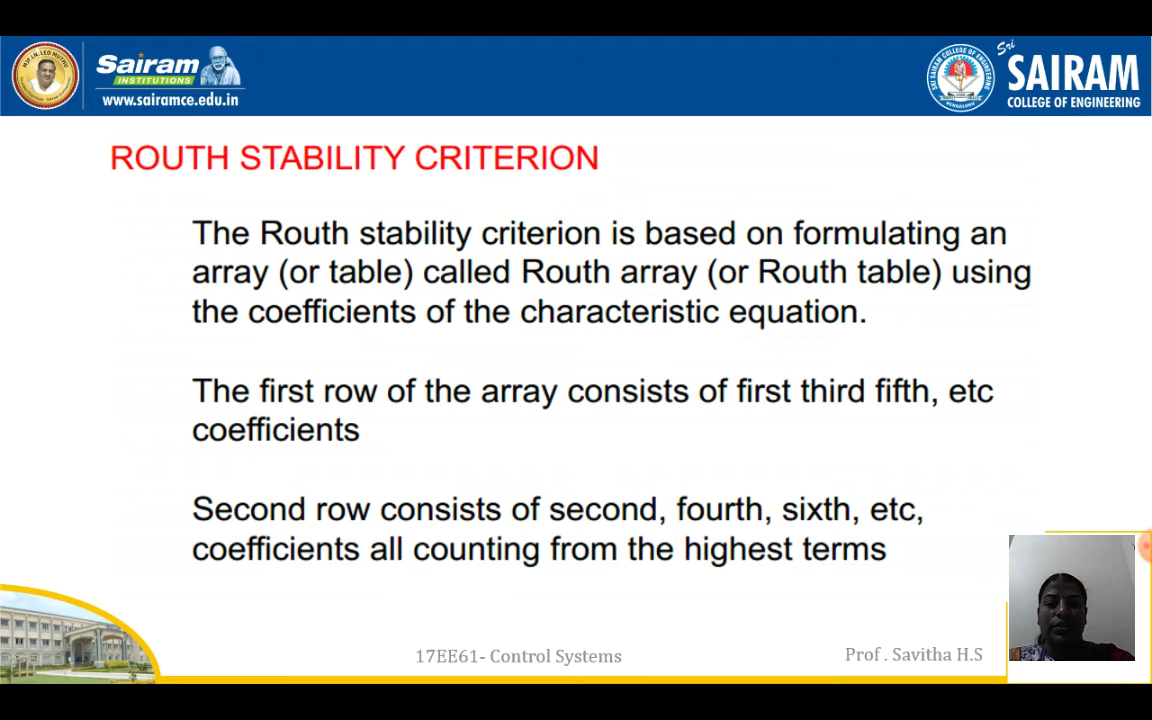 Sairam
INSTITUTIONS
www.sairamce.edu.in
Sri
SAIRAM
COLLEGE OF ENGINEERING
ROUTH STABILITY CRITERION
The Routh stability criterion is based on formulating an
array (or table) called Routh array (or Routh table) using
the coefficients of the characteristic equation.
The first row of the array consists of first third fifth, etc
coefficients
Second row consists of second, fourth, sixth, etc,
coefficients all counting from the highest terms
17EE61- Control Systems
Prof . Savitha H.S